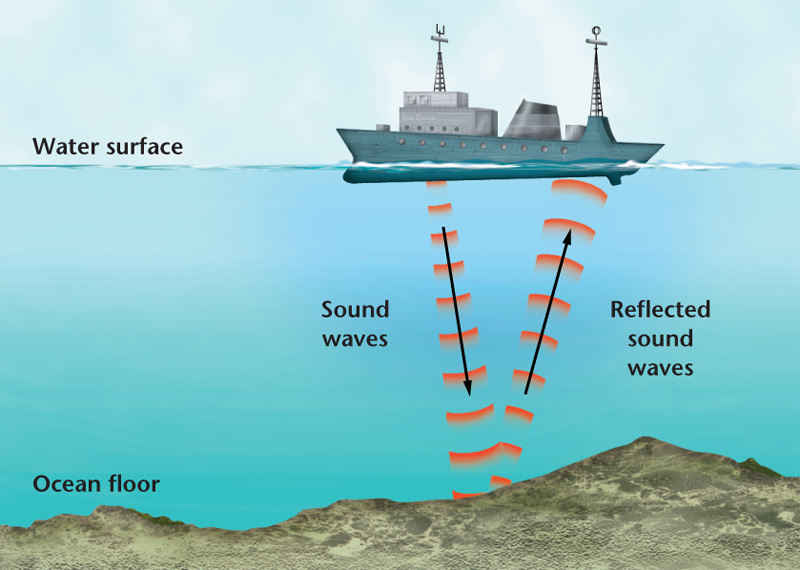 Water surface
Sound
waves
Reflected
sound
waves
Ocean floor